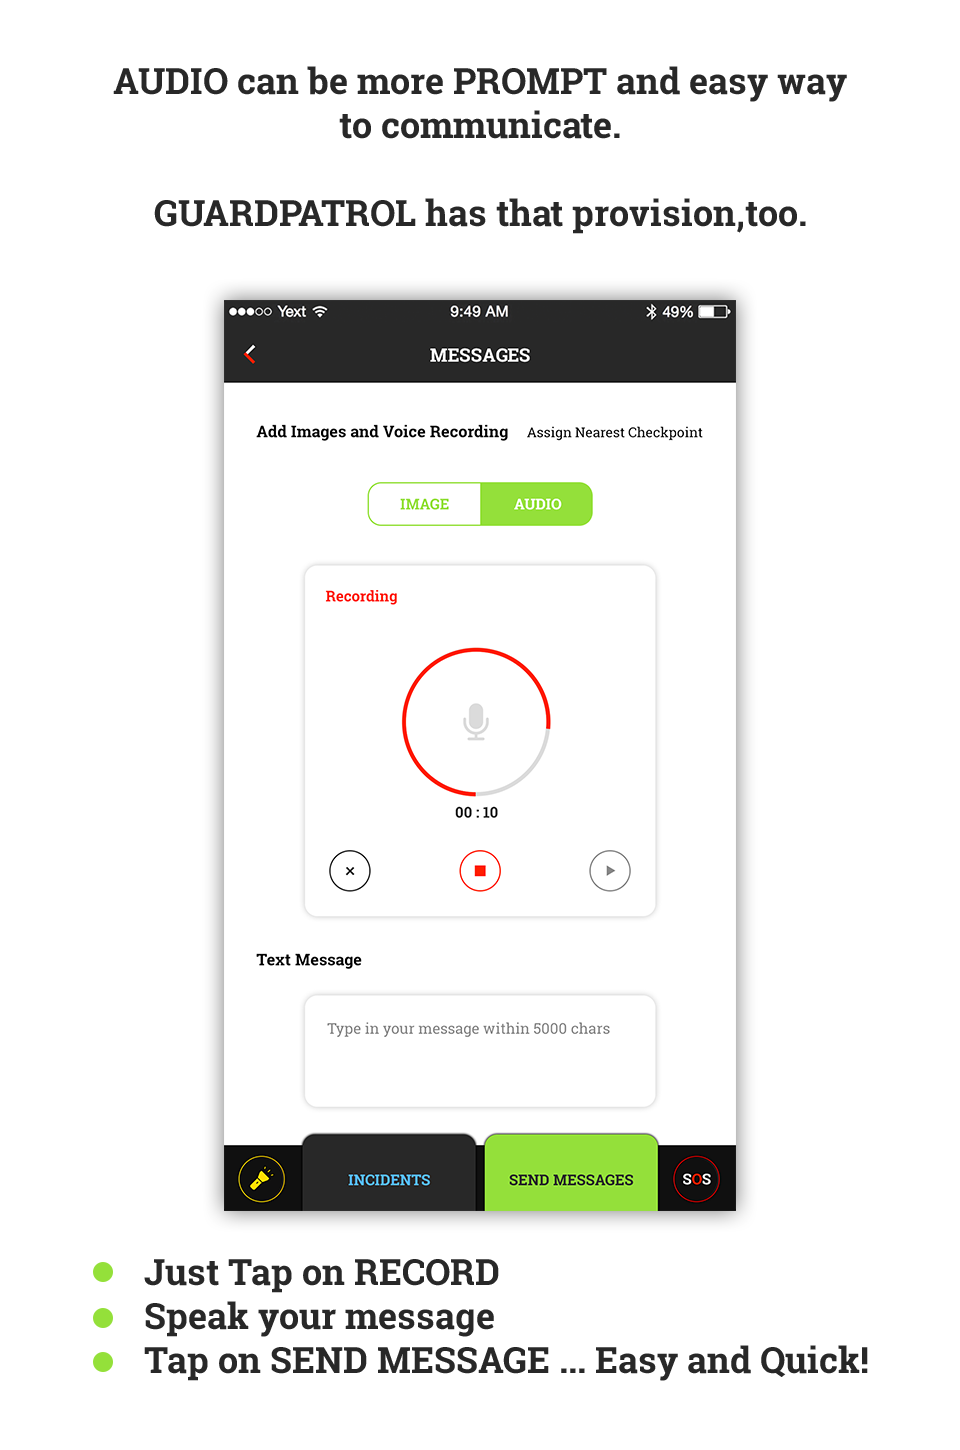 AUDIO can be more PROMPT and easy way
to communicate.
GUARDPATROL has that provision,too.
Yext 9:49 AM 49%
MESSAGES
Add Images and Voice Recording Assign Nearest Checkpoint
IMAGE AUDIO
Recording
00 : 10
Text Message
Type in your message within 5000 chars
INCIDENTS SEND MESSAGES SOS
Just Tap on RECORD
Speak your message
Tap on SEND MESSAGE ... Easy and Quick!